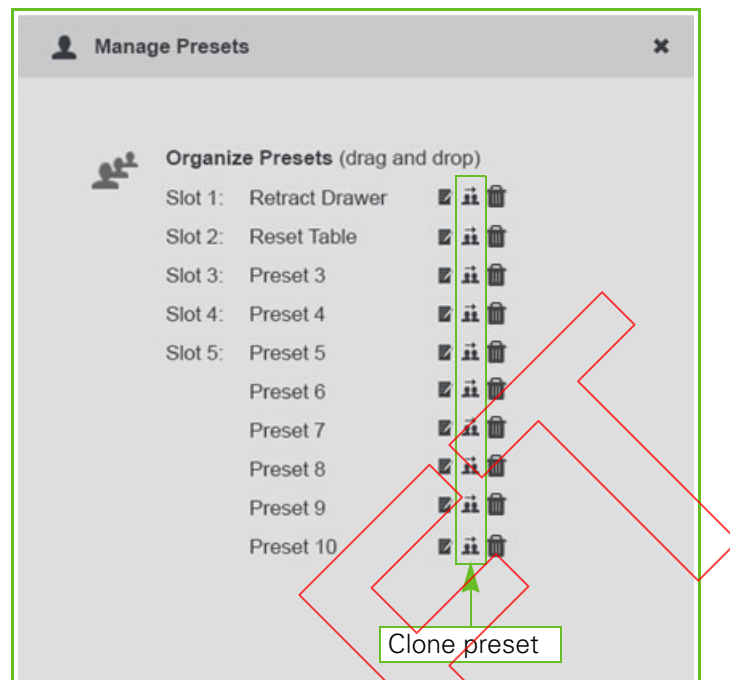 Manage Presets
Organize Presets (drag and drop)
Slot 1: Retract Drawer
Slot 2: Reset Table
Slot 3: Preset 3
Slot 4: Preset 4
Slot 5: Preset 5
Preset 6
Preset 7
Preset 8
Preset 9
Preset 10
Clone preset